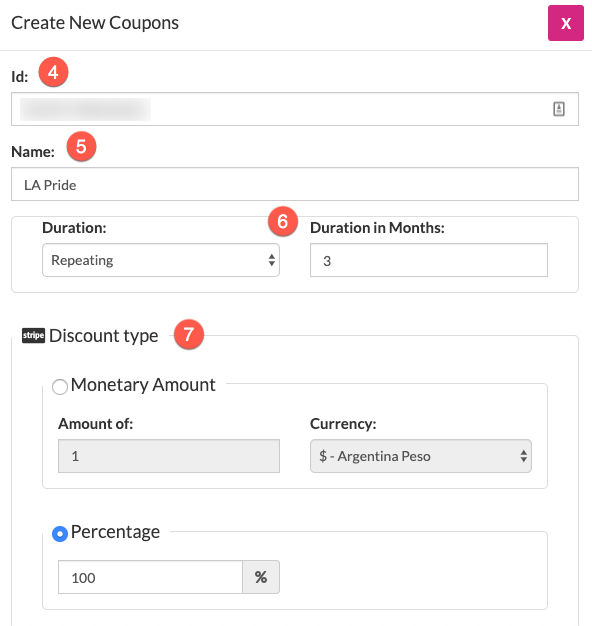 Create New Coupons
X
Id: 4
Name: 5
LA Pride
Duration: 6 Duration in Months:
Repeating 3
stripe Discount type 7
Monetary Amount
Amount of: Currency:
1 $ - Argentina Peso
Percentage
100 %